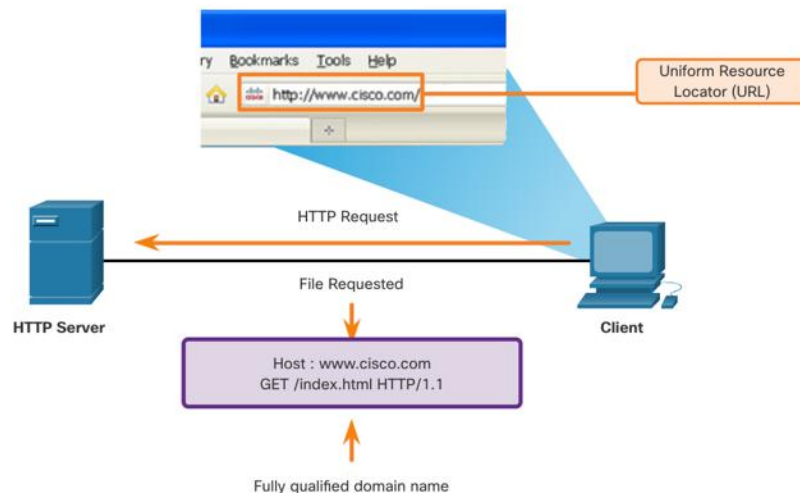 ry Bookmarks Tools Help
http://www.cisco.com/
Uniform Resource
Locator (URL)
HTTP Request
File Requested
HTTP Server
Client
Host : www.cisco.com
GET /index.html HTTP/1.1
Fully qualified domain name